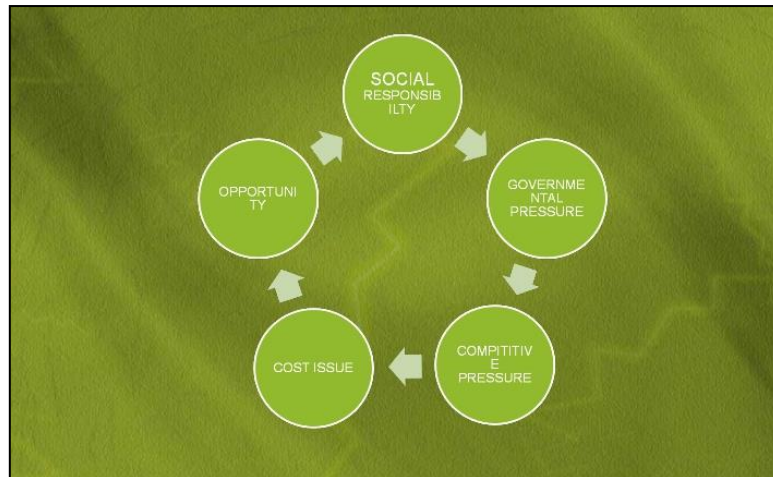 SOCIAL
RESPONSIB
ILTY
GOVERNME
NTAL
PRESSURE
COMPITITIV
E
PRESSURE
COST ISSUE
OPPORTUNI
TY